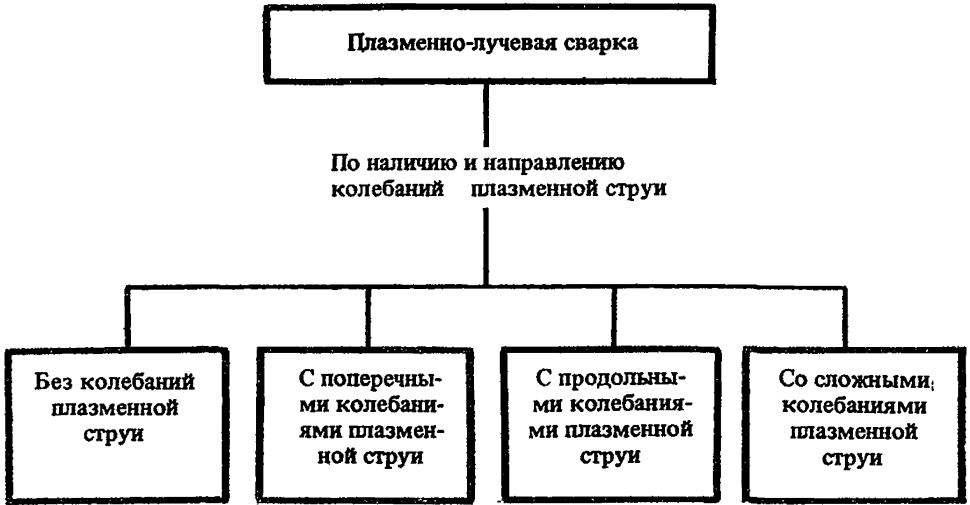 Плазменно-лучевая сварка
По наличию и направлению
колебаний плазменной струи
Без колебаний
плазменной
струи
С поперечны-
ми колебани-
ями плазмен-
ной струи
С продольны-
ми колебания-
ми плазменной
струи
Со сложными
колебаниями
плазменной
струи